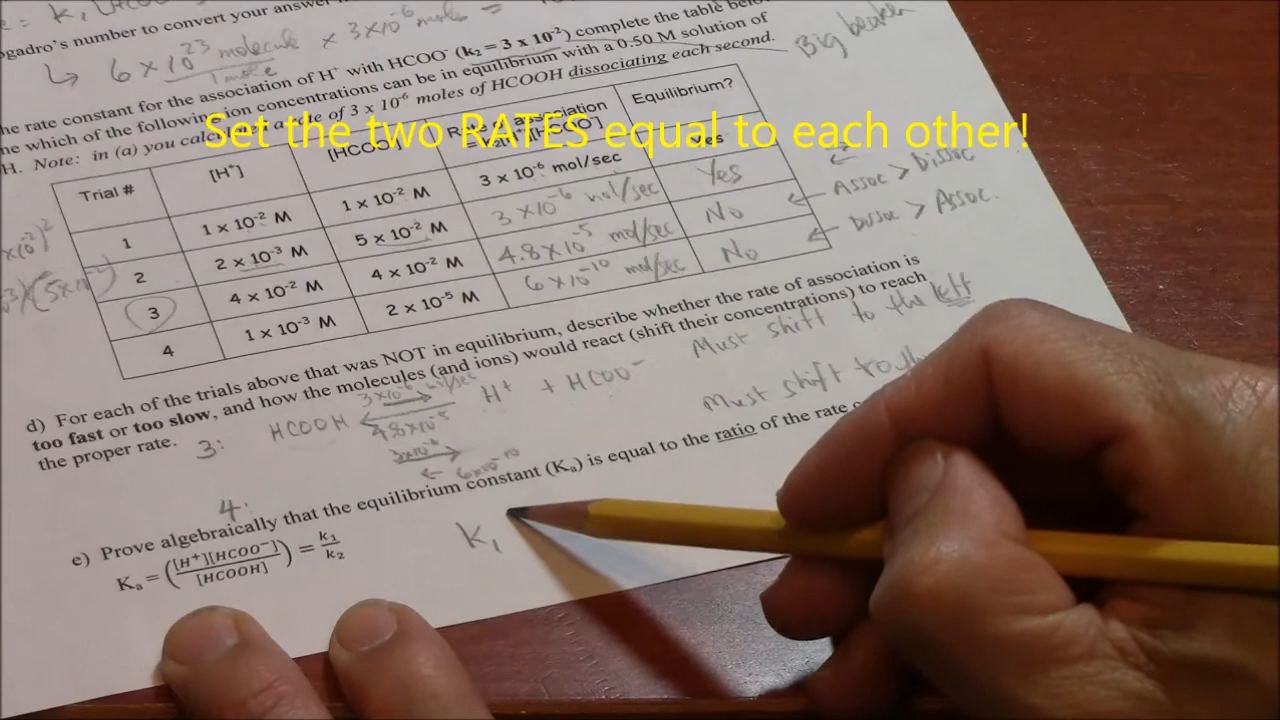 = k, [HCOO
ogadro's number to convert your answer
↳ 6 × 10²³ molecule × 3×10⁻⁶ moles =
1 mole
he rate constant for the association of H⁺ with HCOO⁻ (k₂ = 3 x 10²) complete the table below
ne which of the following ion concentrations can be in equilibrium with a 0.50 M solution of
H. Note: in (a) you calc a rate of 3 x 10⁻⁶ moles of HCOOH dissociating each second.
Big beaker
Set the two RATES equal to each other!
Trial # [H⁺] [HCOO⁻] association Equilibrium?
1 1 x 10⁻² M 1 x 10⁻² M 3 x 10⁻⁶ mol/sec Yes
2 2 x 10⁻³ M 5 x 10⁻² M 3×10⁻⁶ mol/sec Yes
3 4 x 10⁻² M 4 x 10⁻² M 4.8×10⁻⁵ mol/sec No ← Assoc > Dissoc
4 1 x 10⁻³ M 2 x 10⁻⁵ M 6×10⁻¹⁰ mol/sec No ← Dissoc > Assoc.
d) For each of the trials above that was NOT in equilibrium, describe whether the rate of association is
too fast or too slow, and how the molecules (and ions) would react (shift their concentrations) to reach
the proper rate.
3: HCOOH 3×10⁻⁶ mol/sec H⁺ + HCOO⁻ Must shift to the left
4.8×10⁻⁵
4: 3×10⁻⁶ Must shift to
← 6×10⁻¹⁰
e) Prove algebraically that the equilibrium constant (Kₐ) is equal to the ratio of the rate
Kₐ = ([H⁺][HCOO⁻] / [HCOOH]) = k₁/k₂
K₁